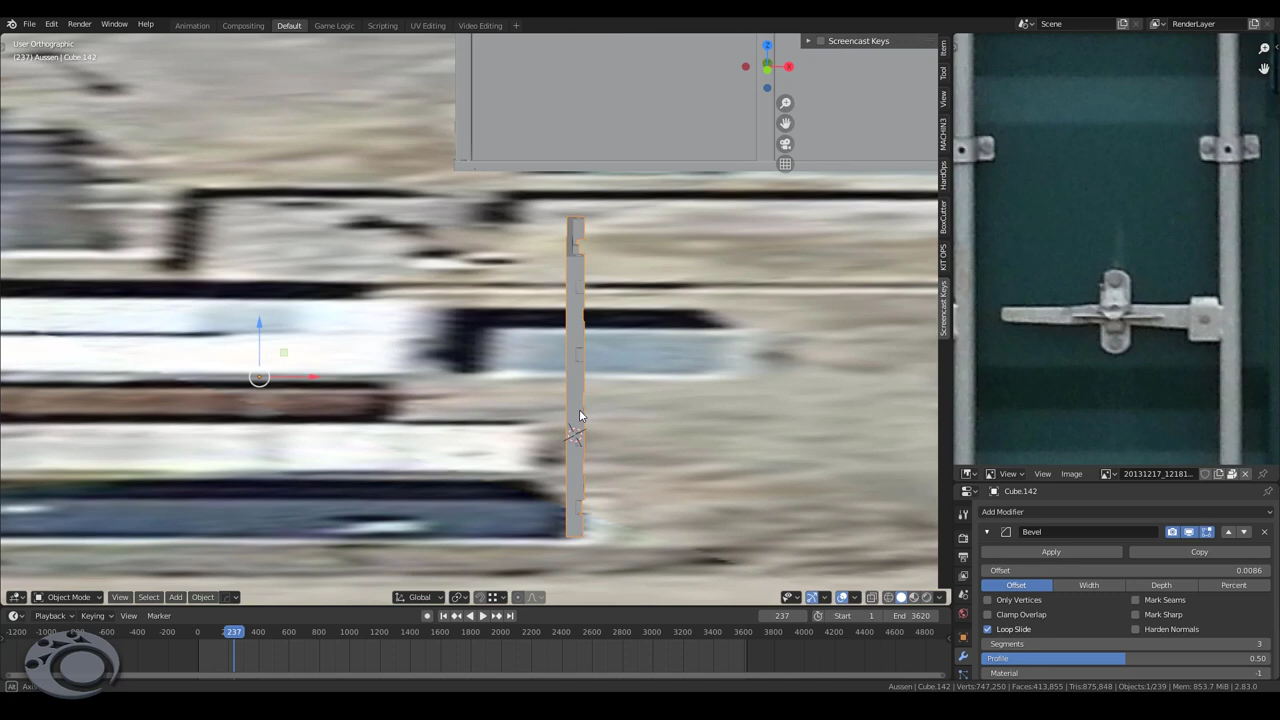 File Edit Render Window Help Animation Compositing Default Game Logic Scripting UV Editing Video Editing + Scene RenderLayer
User Orthographic
(237) Aussen | Cube.142
Screencast Keys
Z
X
Item
Tool
View
MACHIN3
HardOps
BoxCutter
KIT OPS
Screencast Keys
View View Image 20131217_12181...
Cube.142
Add Modifier
Bevel
Apply Copy
Offset 0.0086
Offset Width Depth Percent
Only Vertices Mark Seams
Clamp Overlap Mark Sharp
Loop Slide Harden Normals
Segments 3
Profile 0.50
Material -1
Object Mode View Select Add Object Global
Playback Keying View Marker 237 Start 1 End 3620
-1200 -1000 -800 -600 -400 -200 0 237 400 600 800 1000 1200 1400 1600 1800 2000 2200 2400 2600 2800 3000 3200 3400 3600 3800 4000 4200 4400 4600 4800
Alt
Aussen | Cube.142 | Verts:747,250 | Faces:413,855 | Tris:875,848 | Objects:1/239 | Mem: 853.7 MiB | 2.83.0